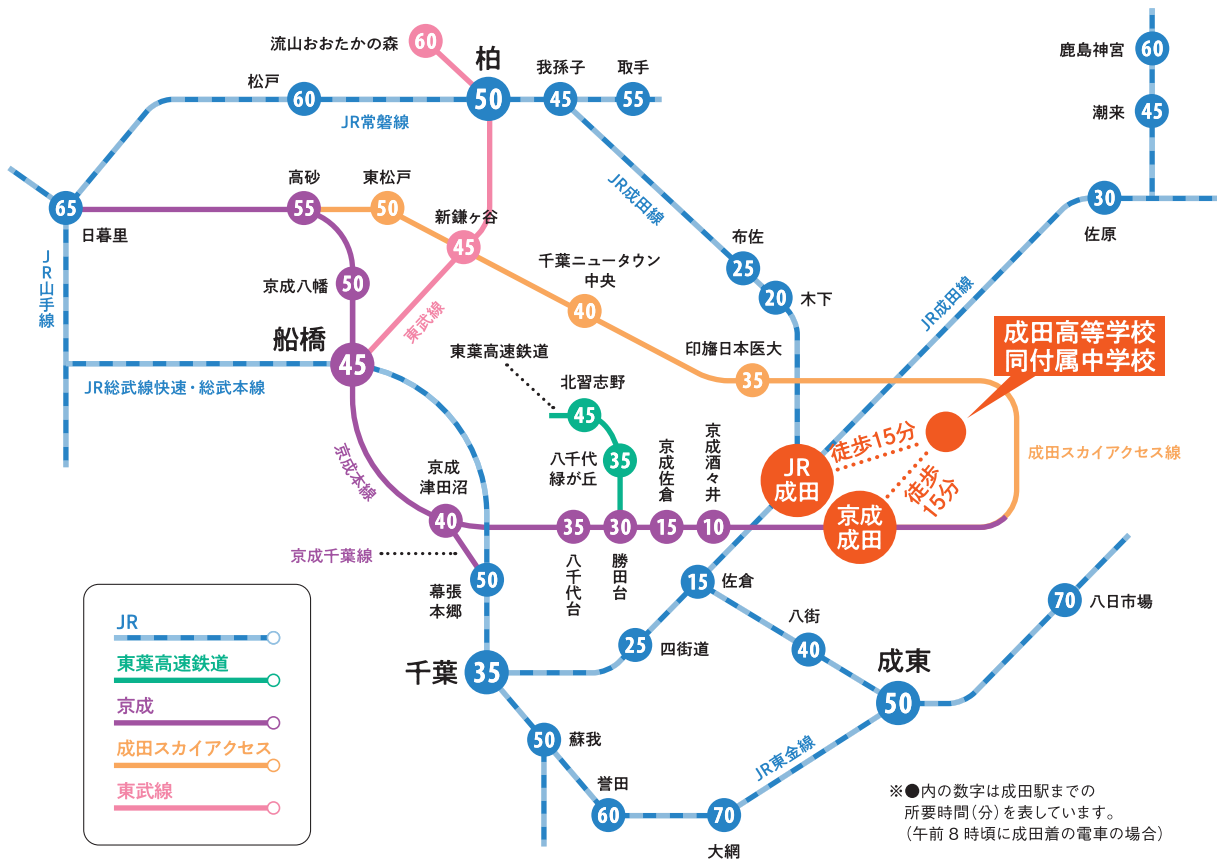 流山おおたかの森
60
柏
50
松戸
60
JR常磐線
我孫子
45
取手
55
鹿島神宮
60
潮来
45
65
日暮里
高砂
55
東松戸
50
新鎌ヶ谷
45
JR成田線
布佐
25
20
木下
30
佐原
JR山手線
京成八幡
50
千葉ニュータウン
中央
40
東武線
JR成田線
船橋
45
JR総武線快速・総武本線
東葉高速鉄道
北習志野
45
印旛日本医大
35
成田高等学校
同付属中学校
八千代
緑が丘
35
京成佐倉
京成酒々井
徒歩15分
徒歩
15分
JR
成田
京成
成田
成田スカイアクセス線
京成本線
京成
津田沼
40
35
30
15
10
京成千葉線
八千代台
勝田台
幕張
本郷
50
15
佐倉
25
四街道
八街
40
70
八日市場
千葉
35
成東
50
50
蘇我
誉田
60
70
大網
JR東金線
JR
東葉高速鉄道
京成
成田スカイアクセス
東武線
※●内の数字は成田駅までの
所要時間(分)を表しています。
(午前8時頃に成田着の電車の場合)